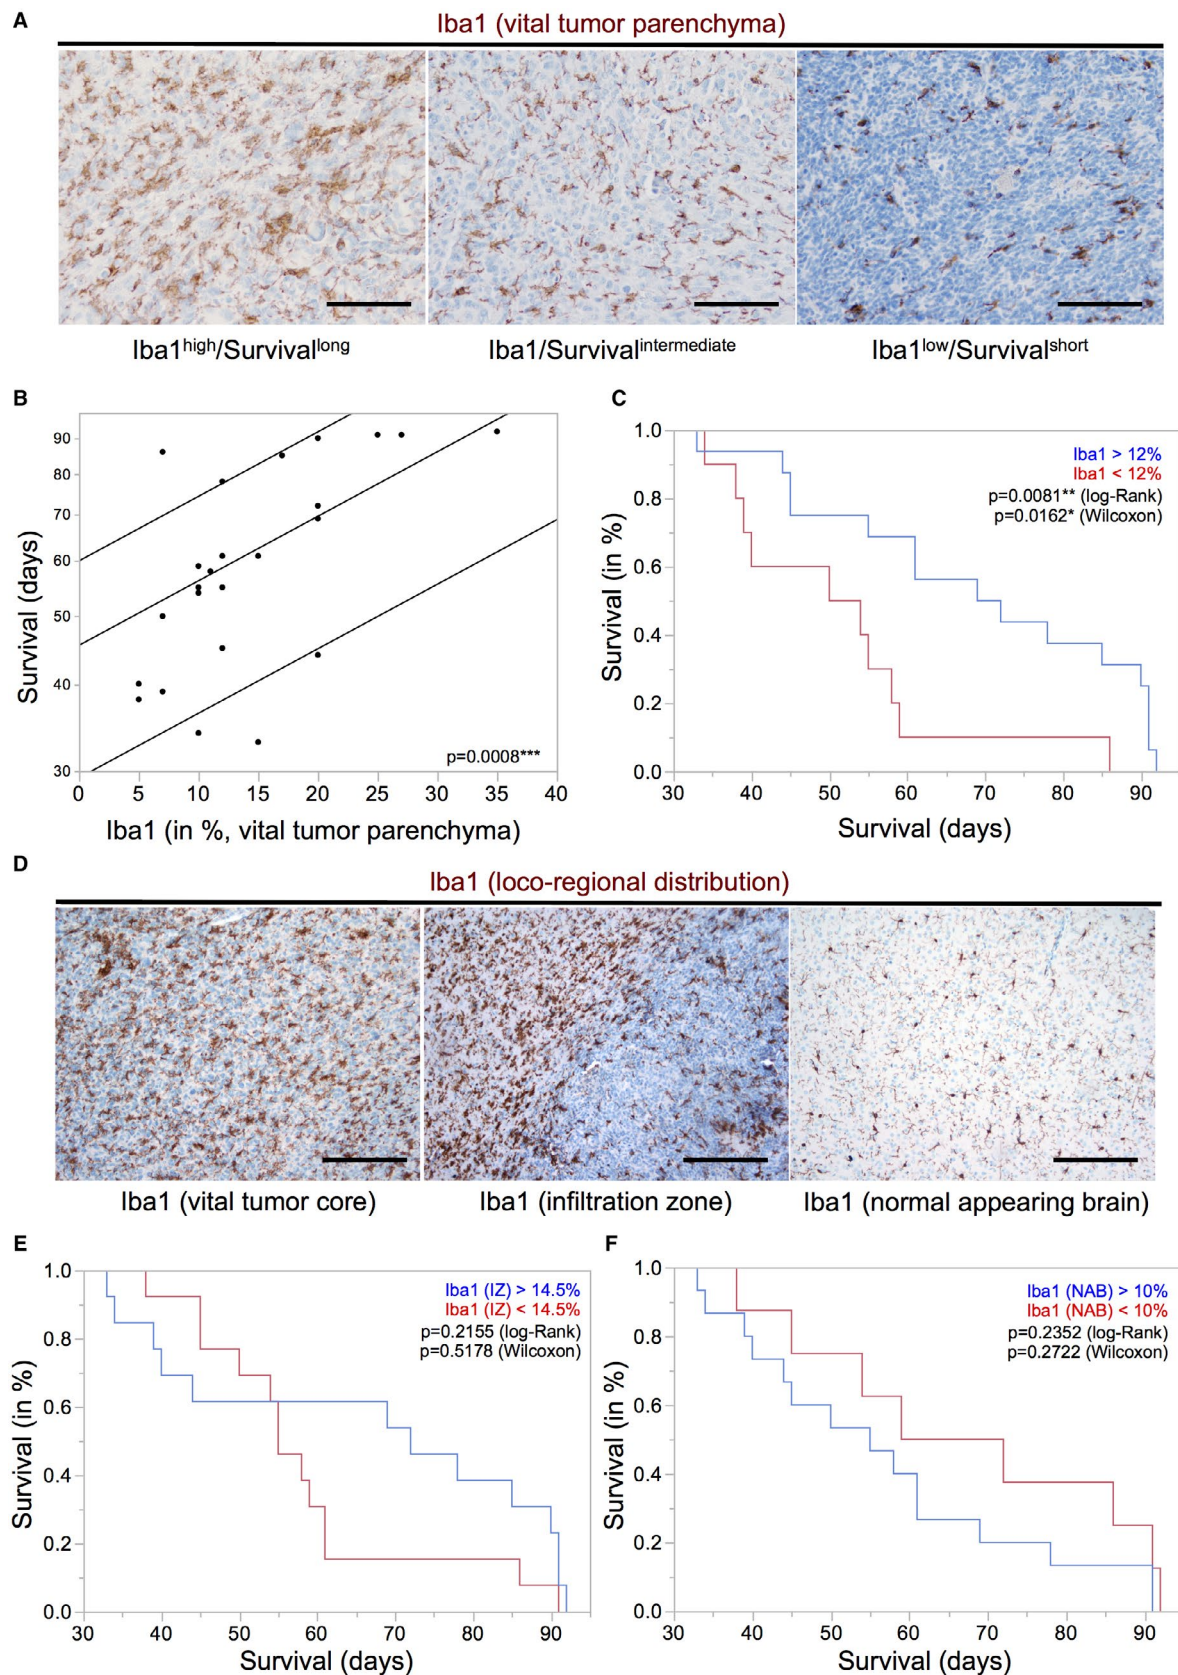 A
Iba1 (vital tumor parenchyma)
Iba1high/Survivallong
Iba1/Survivalintermediate
Iba1low/Survivalshort
B
90
80
70
60
50
40
30
Survival (days)
p=0.0008***
0 5 10 15 20 25 30 35 40
Iba1 (in %, vital tumor parenchyma)
C
1.0
0.8
0.6
0.4
0.2
0.0
Survival (in %)
Iba1 > 12%
Iba1 < 12%
p=0.0081** (log-Rank)
p=0.0162* (Wilcoxon)
30 40 50 60 70 80 90
Survival (days)
D
Iba1 (loco-regional distribution)
Iba1 (vital tumor core)
Iba1 (infiltration zone)
Iba1 (normal appearing brain)
E
1.0
0.8
0.6
0.4
0.2
0.0
Survival (in %)
Iba1 (IZ) > 14.5%
Iba1 (IZ) < 14.5%
p=0.2155 (log-Rank)
p=0.5178 (Wilcoxon)
30 40 50 60 70 80 90
Survival (days)
F
1.0
0.8
0.6
0.4
0.2
0.0
Survival (in %)
Iba1 (NAB) > 10%
Iba1 (NAB) < 10%
p=0.2352 (log-Rank)
p=0.2722 (Wilcoxon)
30 40 50 60 70 80 90
Survival (days)